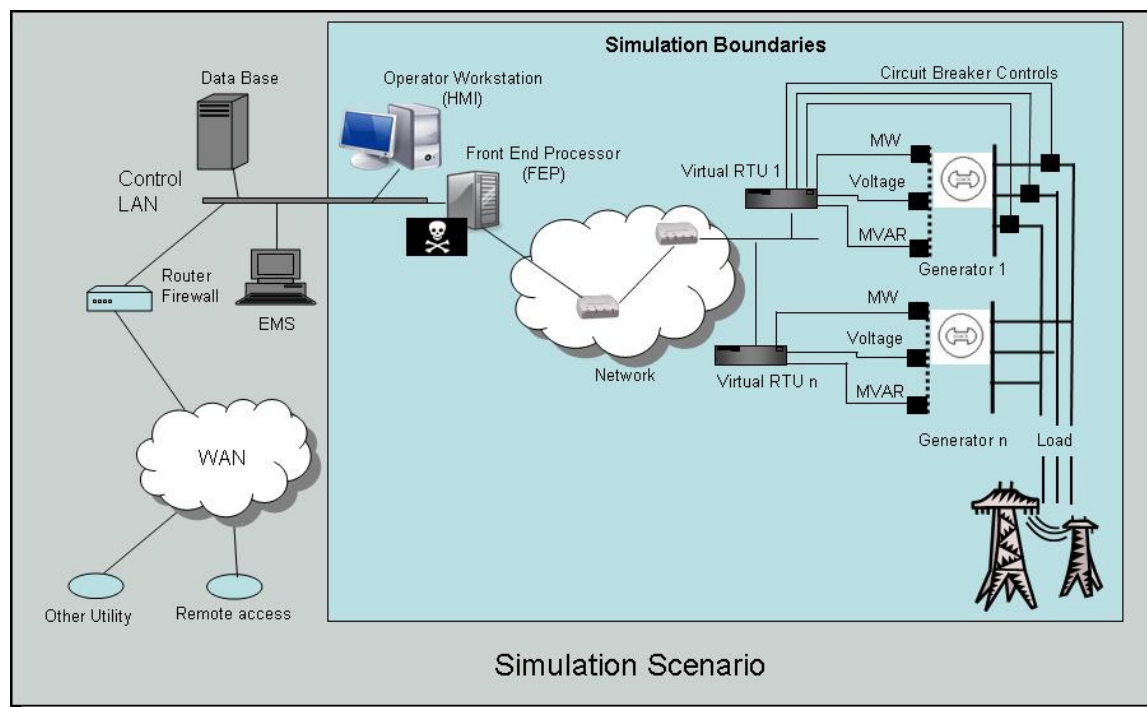 Simulation Boundaries
Data Base
Operator Workstation
(HMI)
Circuit Breaker Controls
Front End Processor
(FEP)
Control
LAN
Virtual RTU 1
MW
Voltage
MVAR
Generator 1
Router
Firewall
EMS
Network
Virtual RTU n
MW
Voltage
MVAR
Generator n
Load
WAN
Other Utility
Remote access
Simulation Scenario